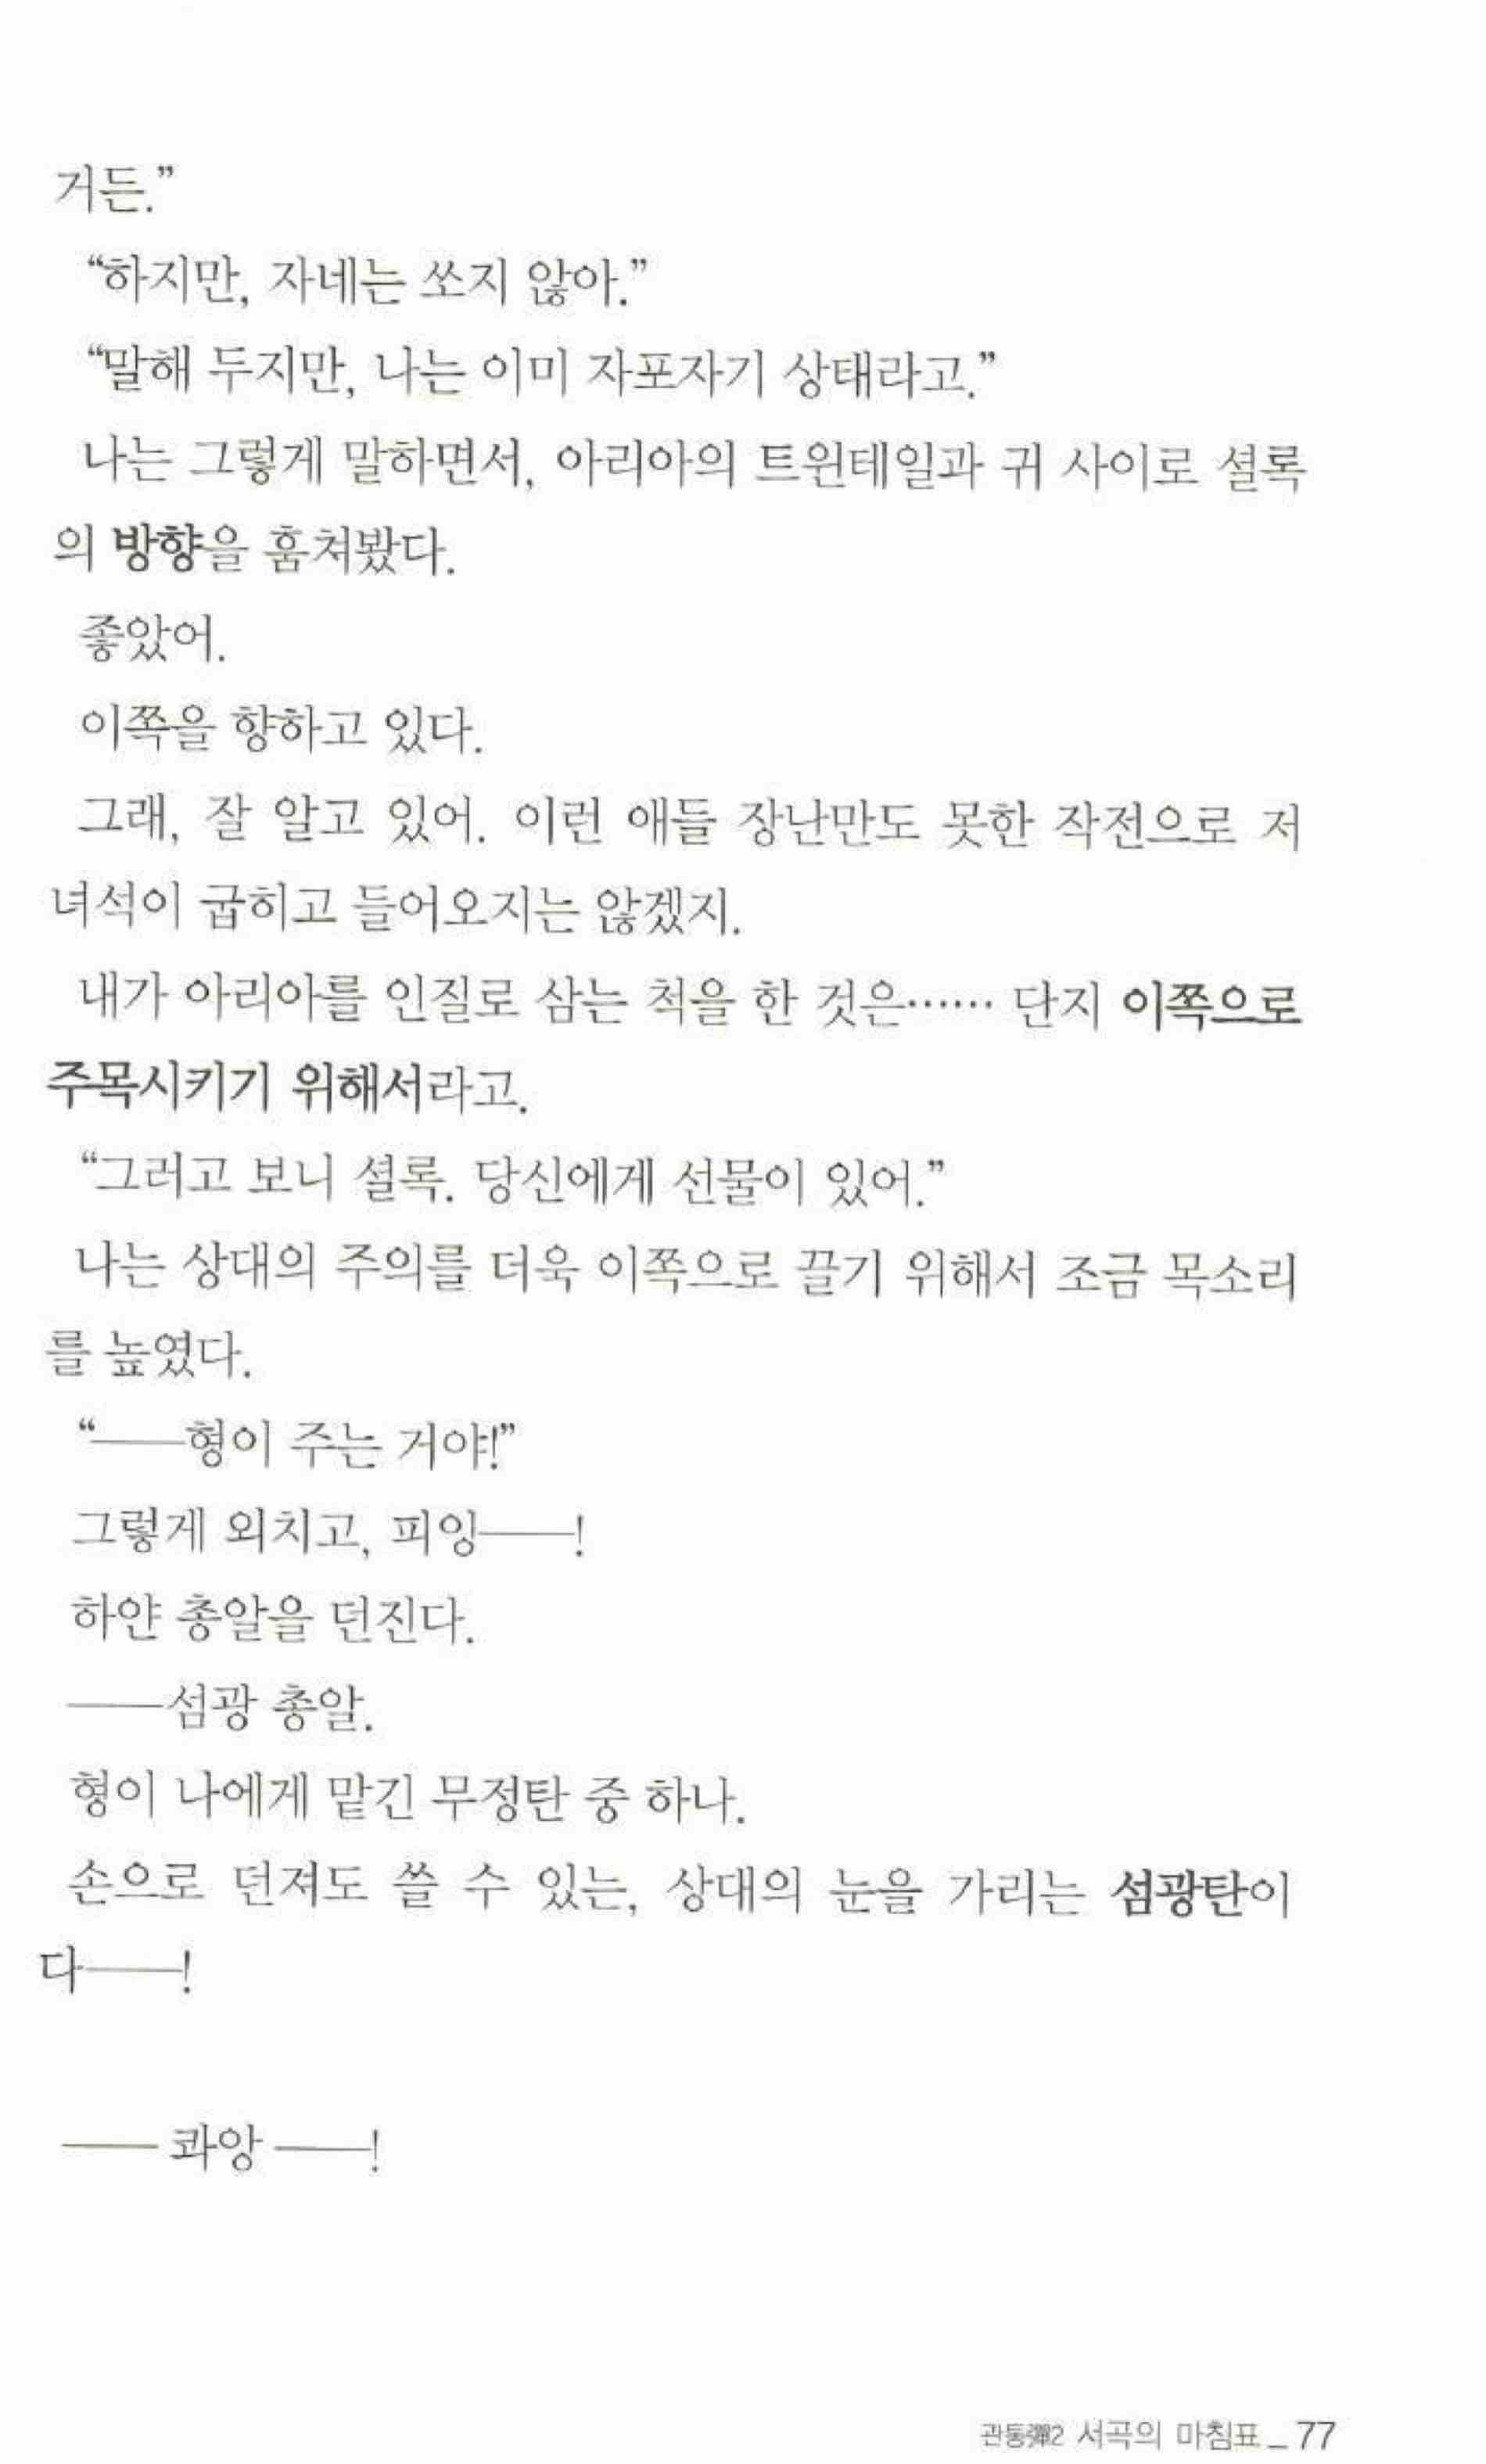 거든.”
“하지만, 자네는 쏘지 않아.”
“말해 두지만, 나는 이미 자포자기 상태라고.”
나는 그렇게 말하면서, 아리아의 트윈테일과 귀 사이로 셜록
의 방향을 훔쳐봤다.
좋았어.
이쪽을 향하고 있다.
그래, 잘 알고 있어. 이런 애들 장난만도 못한 작전으로 저
녀석이 굽히고 들어오지는 않겠지.
내가 아리아를 인질로 삼는 척을 한 것은…… 단지 이쪽으로
주목시키기 위해서라고.
“그러고 보니 셜록. 당신에게 선물이 있어.”
나는 상대의 주의를 더욱 이쪽으로 끌기 위해서 조금 목소리
를 높였다.
“──형이 주는 거야!”
그렇게 외치고, 피잉──!
하얀 총알을 던진다.
──섬광 총알.
형이 나에게 맡긴 무정탄 중 하나.
손으로 던져도 쓸 수 있는, 상대의 눈을 가리는 섬광탄이
다──!
── 콰앙 ──!
관통彈2 서곡의 마침표 _ 77